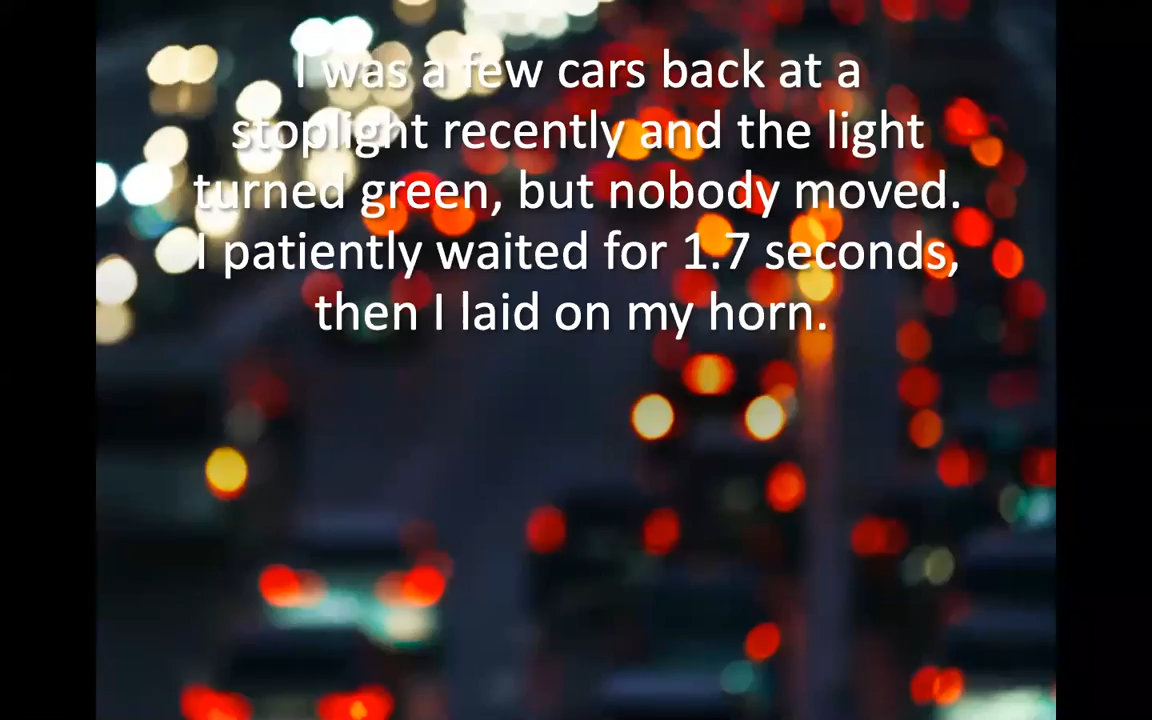 I was a few cars back at a
stoplight recently and the light
turned green, but nobody moved.
I patiently waited for 1.7 seconds,
then I laid on my horn.